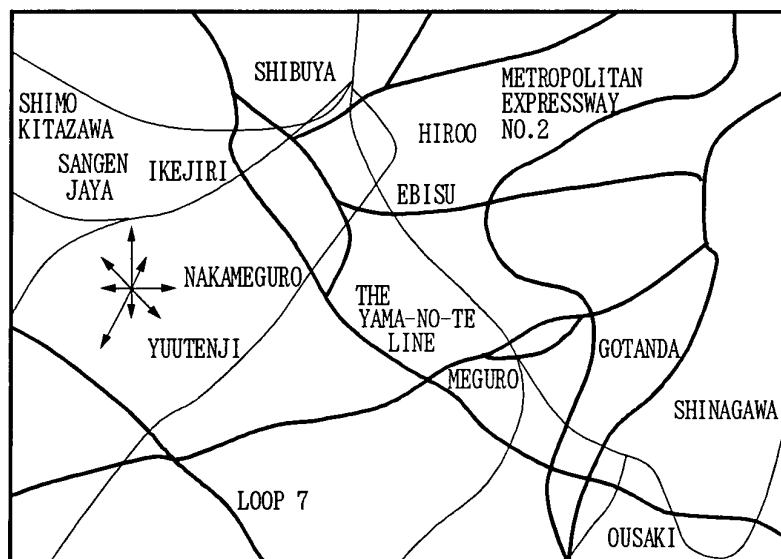 SHIBUYA
METROPOLITAN
EXPRESSWAY
NO.2
SHIMO
KITAZAWA
HIROO
SANGEN
JAYA
IKEJIRI
EBISU
NAKAMEGURO
THE
YAMA-NO-TE
LINE
YUUTENJI
GOTANDA
MEGURO
SHINAGAWA
LOOP 7
OUSAKI